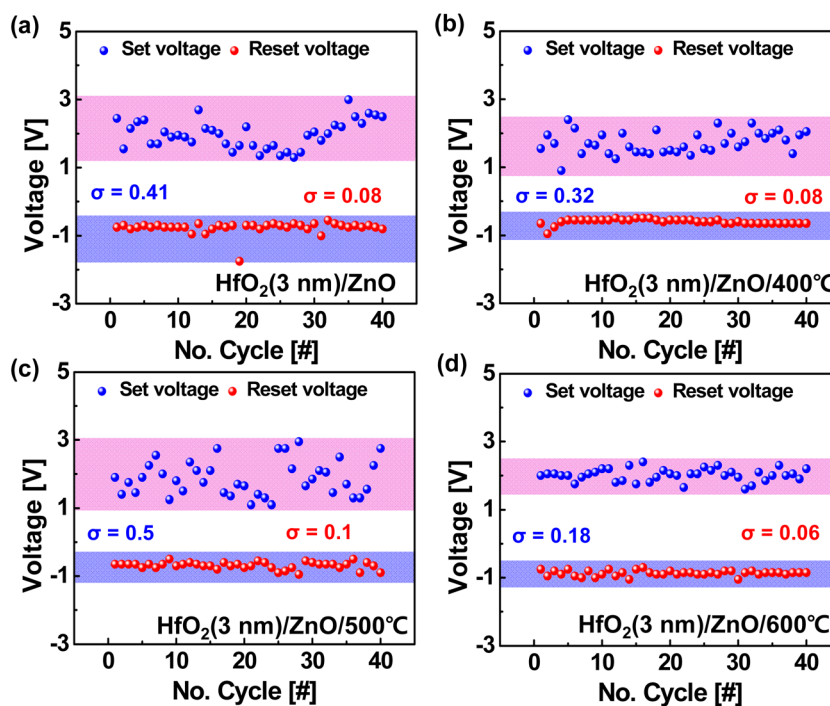 (a)
5
3
1
-1
-3
Voltage [V]
Set voltage Reset voltage
σ = 0.41
σ = 0.08
HfO₂(3 nm)/ZnO
0 10 20 30 40
No. Cycle [#]
(b)
5
3
1
-1
-3
Voltage [V]
Set voltage Reset voltage
σ = 0.32
σ = 0.08
HfO₂(3 nm)/ZnO/400℃
0 10 20 30 40
No. Cycle [#]
(c)
5
3
1
-1
-3
Voltage [V]
Set voltage Reset voltage
σ = 0.5
σ = 0.1
HfO₂(3 nm)/ZnO/500℃
0 10 20 30 40
No. Cycle [#]
(d)
5
3
1
-1
-3
Voltage [V]
Set voltage Reset voltage
σ = 0.18
σ = 0.06
HfO₂(3 nm)/ZnO/600℃
0 10 20 30 40
No. Cycle [#]